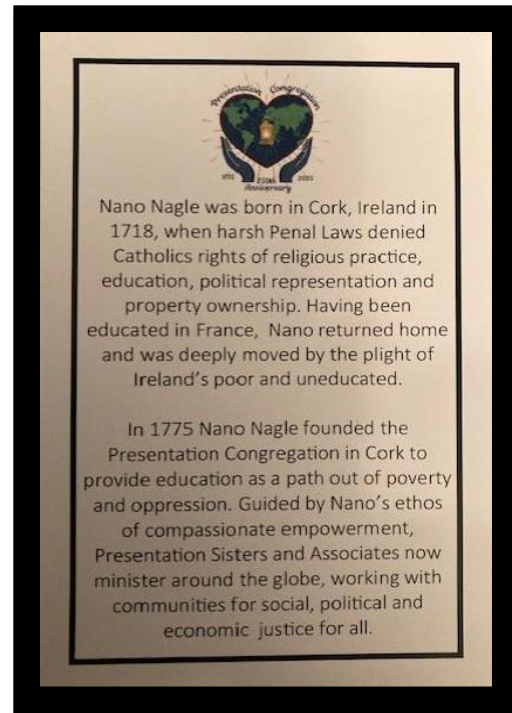 Presentation Congregation
250th
Anniversary
Nano Nagle was born in Cork, Ireland in
1718, when harsh Penal Laws denied
Catholics rights of religious practice,
education, political representation and
property ownership. Having been
educated in France, Nano returned home
and was deeply moved by the plight of
Ireland's poor and uneducated.
In 1775 Nano Nagle founded the
Presentation Congregation in Cork to
provide education as a path out of poverty
and oppression. Guided by Nano's ethos
of compassionate empowerment,
Presentation Sisters and Associates now
minister around the globe, working with
communities for social, political and
economic justice for all.